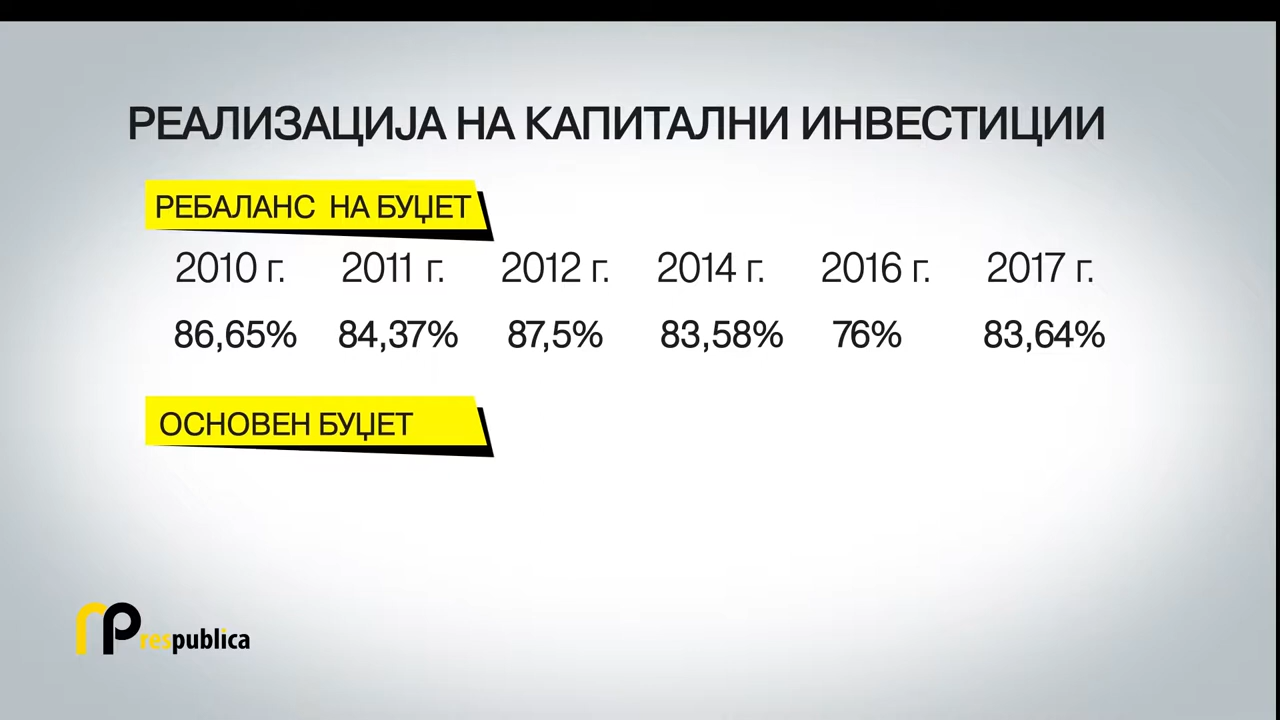 РЕАЛИЗАЦИЈА НА КАПИТАЛНИ ИНВЕСТИЦИИ
РЕБАЛАНС НА БУЏЕТ
2010 г. 2011 г. 2012 г. 2014 г. 2016 г. 2017 г.
86,65% 84,37% 87,5% 83,58% 76% 83,64%
ОСНОВЕН БУЏЕТ
respublica